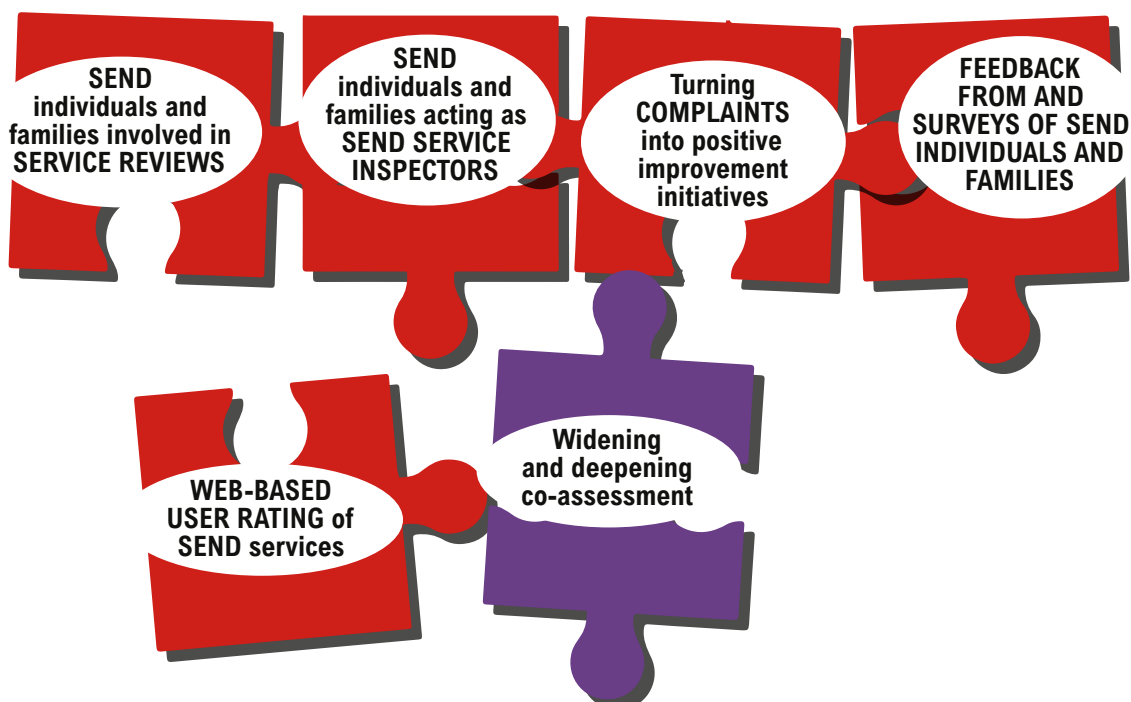 SEND
individuals and
families involved in
SERVICE REVIEWS
SEND
individuals and
families acting as
SEND SERVICE
INSPECTORS
Turning
COMPLAINTS
into positive
improvement
initiatives
FEEDBACK
FROM AND
SURVEYS OF SEND
INDIVIDUALS AND
FAMILIES
WEB-BASED
USER RATING of
SEND services
Widening
and deepening
co-assessment